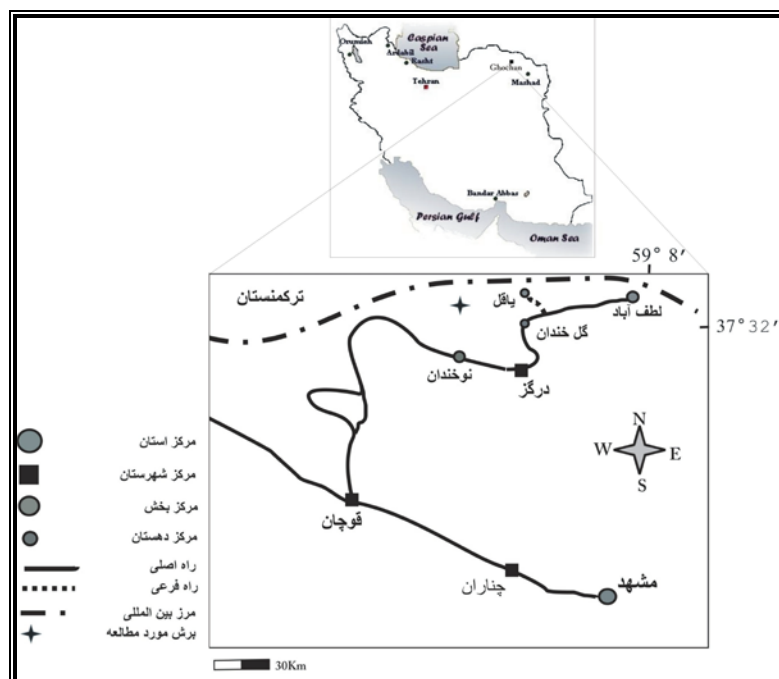 Caspian
Sea
Orumieh
Ardabil
Rasht
Tehran
Ghochan
Mashad
Bandar Abbas
Persian Gulf
Oman Sea
59° 8′
37°32′
ترکمنستان
یاقل
لطف آباد
گل خندان
نوخندان
درگز
N
W E
S
قوچان
چناران
مشهد
مرکز استان
مرکز شهرستان
مرکز بخش
مرکز دهستان
راه اصلی
راه فرعی
مرز بین المللی
برش مورد مطالعه
30Km